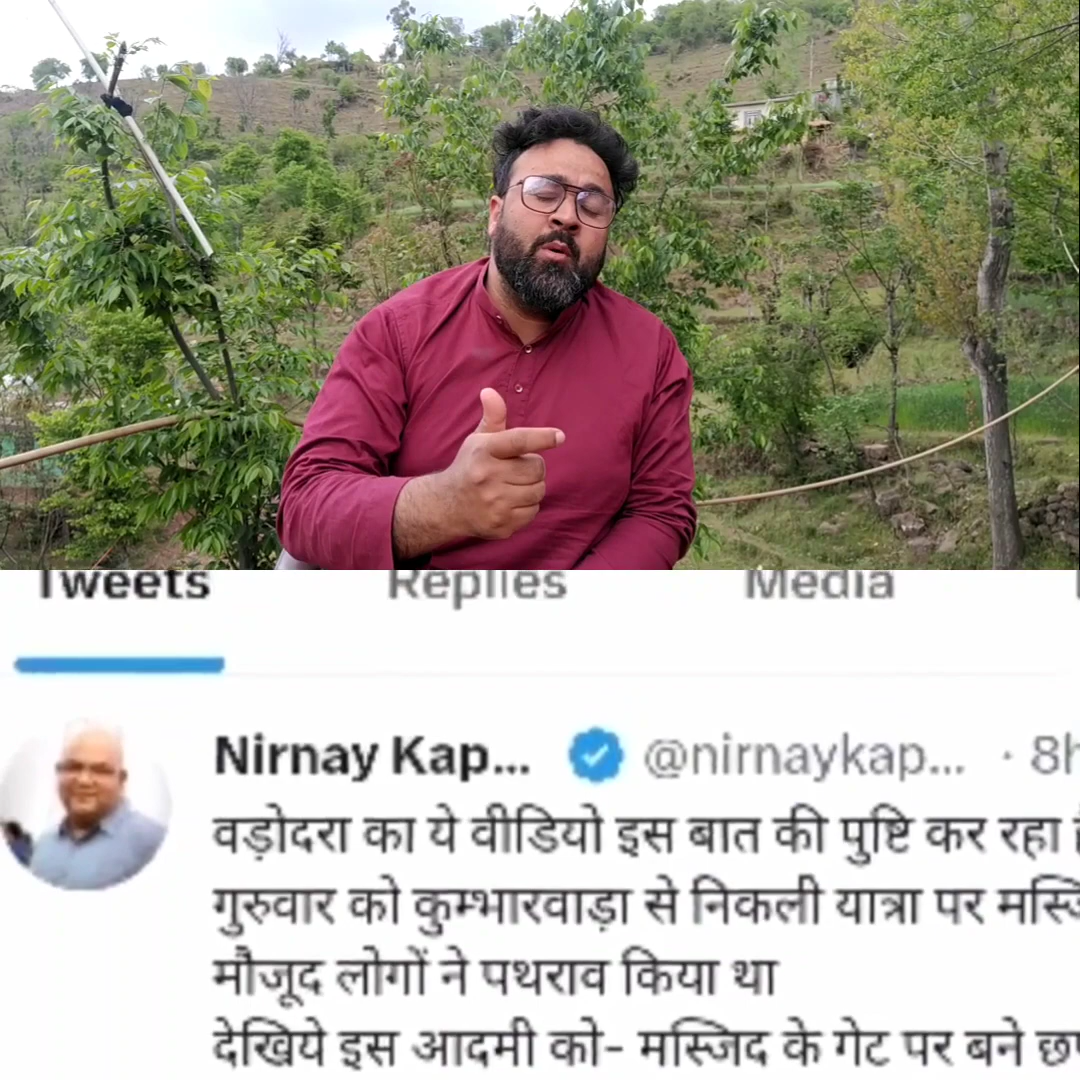 Tweets Replies Media
Nirnay Kap... @nirnaykap... · 8h
वड़ोदरा का ये वीडियो इस बात की पुष्टि कर रहा
गुरुवार को कुम्भारवाड़ा से निकली यात्रा पर
मौजूद लोगों ने पथराव किया था
देखिये इस आदमी को- मस्जिद के गेट पर बने